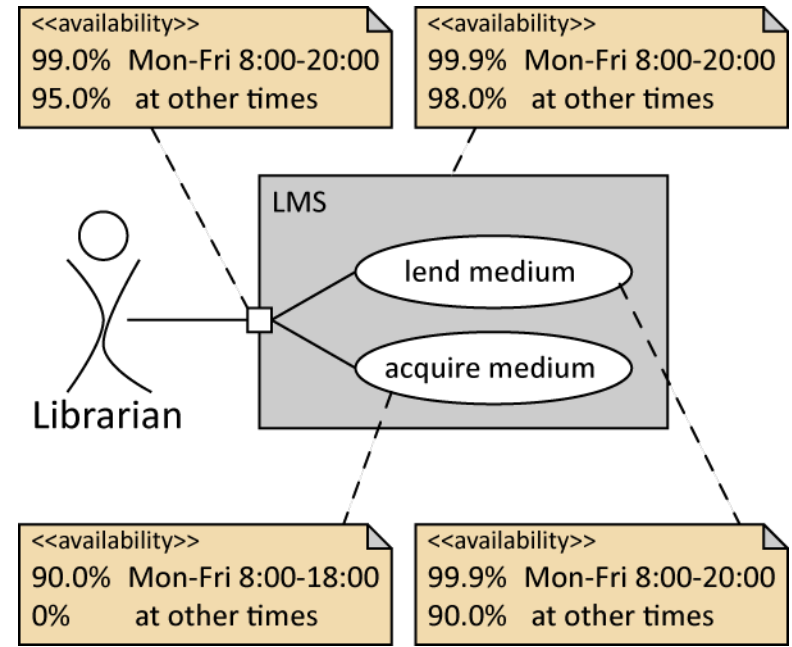 <<availability>>
99.0% Mon-Fri 8:00-20:00
95.0% at other times
<<availability>>
99.9% Mon-Fri 8:00-20:00
98.0% at other times
LMS
lend medium
acquire medium
Librarian
<<availability>>
90.0% Mon-Fri 8:00-18:00
0% at other times
<<availability>>
99.9% Mon-Fri 8:00-20:00
90.0% at other times